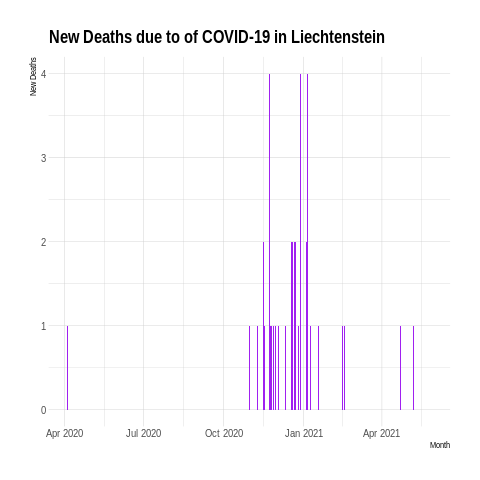 New Deaths due to of COVID-19 in Liechtenstein
New Deaths
4
3
2
1
0
Apr 2020 Jul 2020 Oct 2020 Jan 2021 Apr 2021
Month